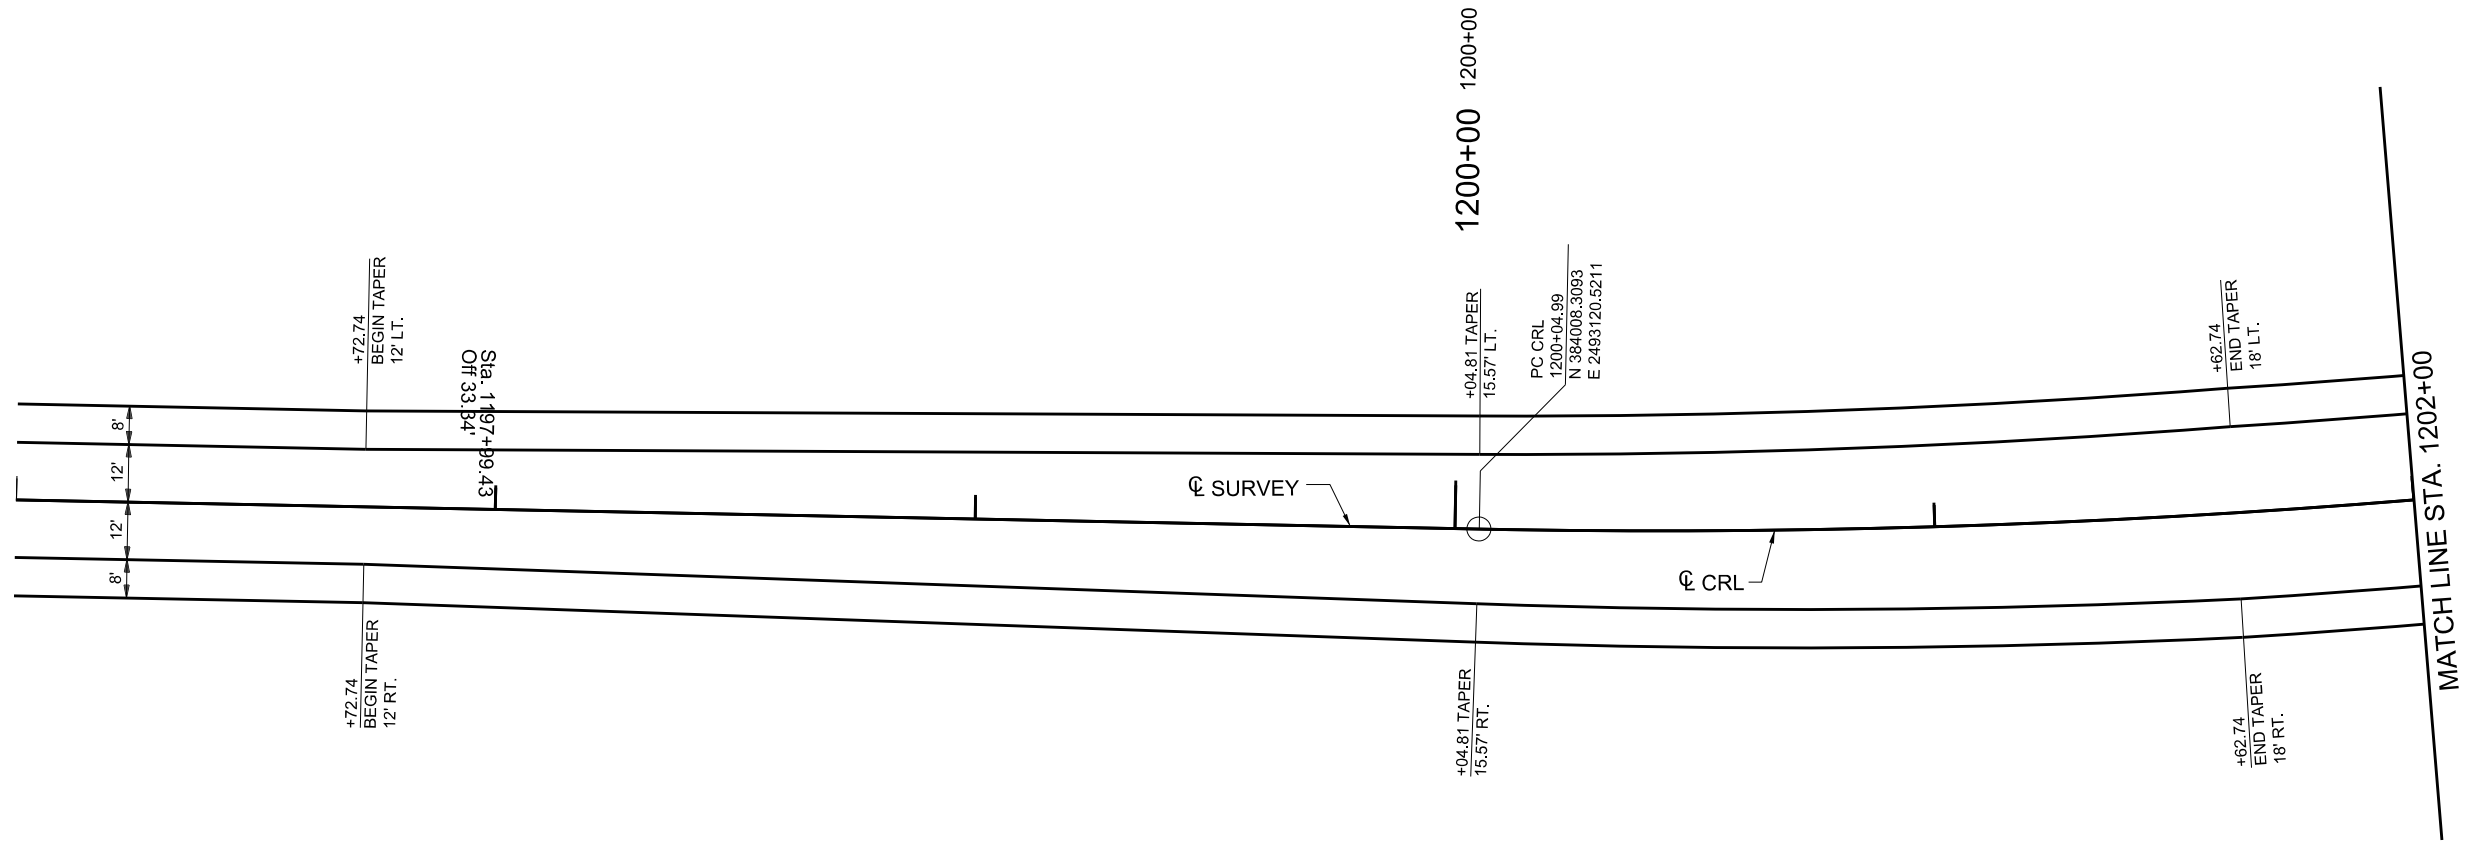 1200+00
1200+00
+72.74
BEGIN TAPER
12' LT.
Sta. 1197+99.43
Off 33.84'
+04.81 TAPER
15.57' LT.
PC CRL
1200+04.99
N 384008.3093
E 2493120.5211
+62.74
END TAPER
18' LT.
8'
12'
12'
8'
℄ SURVEY
℄ CRL
MATCH LINE STA. 1202+00
+72.74
BEGIN TAPER
12' RT.
+04.81 TAPER
15.57' RT.
+62.74
END TAPER
18' RT.